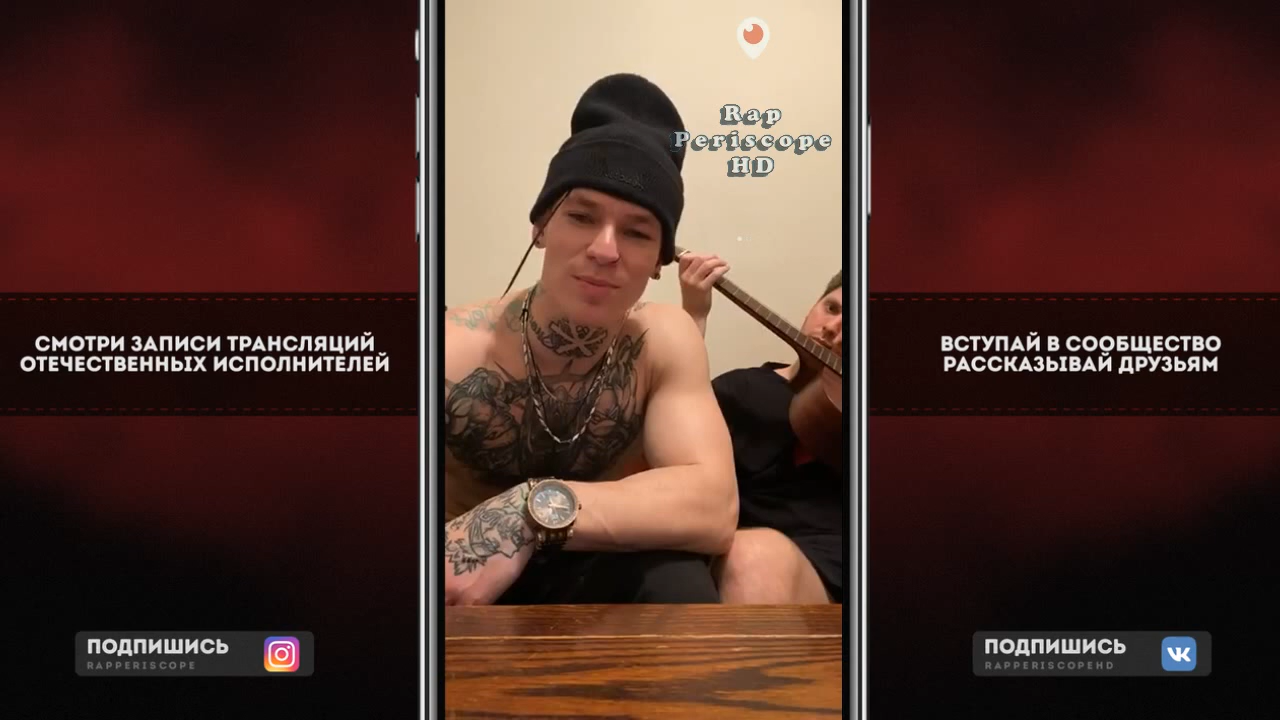 Rap
Periscope
HD
СМОТРИ ЗАПИСИ ТРАНСЛЯЦИЙ
ОТЕЧЕСТВЕННЫХ ИСПОЛНИТЕЛЕЙ
ВСТУПАЙ В СООБЩЕСТВО
РАССКАЗЫВАЙ ДРУЗЬЯМ
ПОДПИШИСЬ
RAPPERISCOPE
ПОДПИШИСЬ
RAPPERISCOPEHD